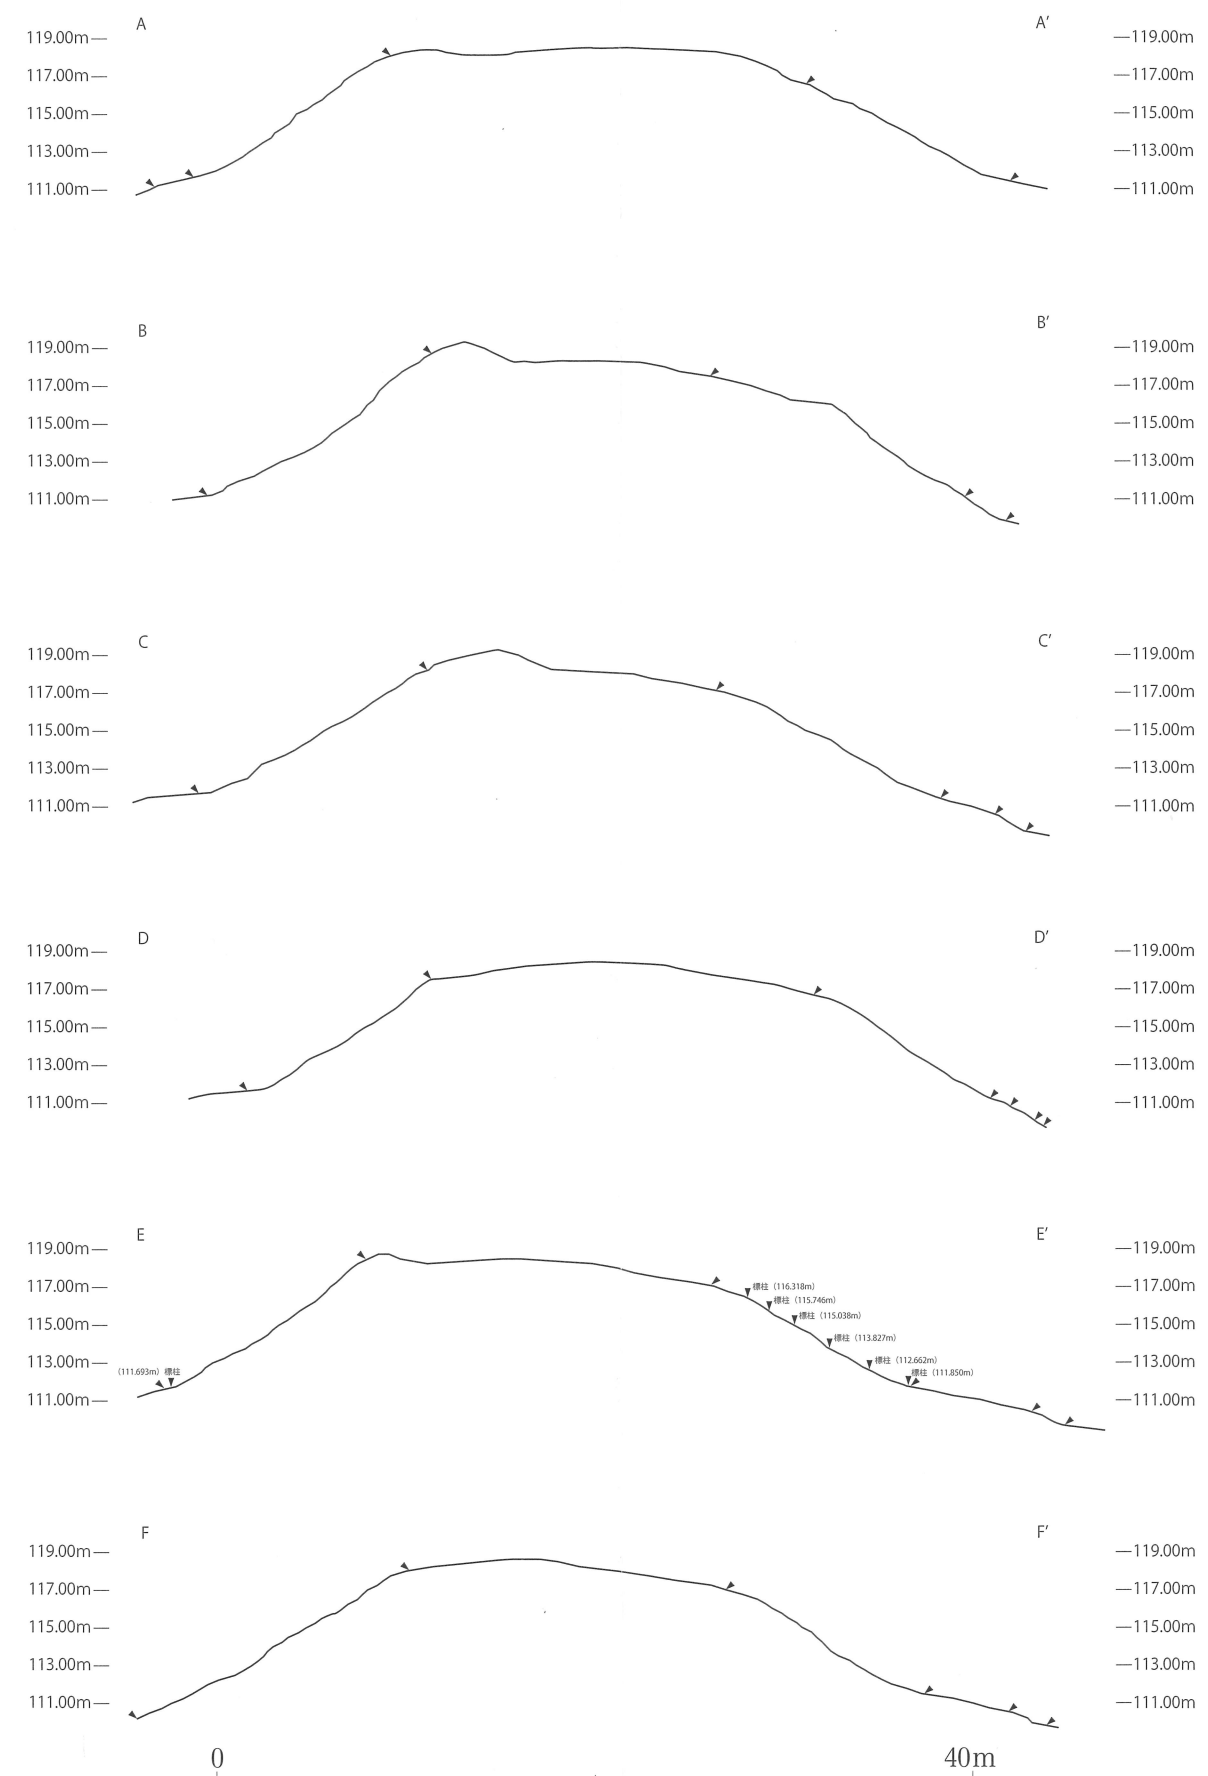 A A′
119.00m 119.00m
117.00m 117.00m
115.00m 115.00m
113.00m 113.00m
111.00m 111.00m
B B′
119.00m 119.00m
117.00m 117.00m
115.00m 115.00m
113.00m 113.00m
111.00m 111.00m
C C′
119.00m 119.00m
117.00m 117.00m
115.00m 115.00m
113.00m 113.00m
111.00m 111.00m
D D′
119.00m 119.00m
117.00m 117.00m
115.00m 115.00m
113.00m 113.00m
111.00m 111.00m
E E′
119.00m 119.00m
117.00m 117.00m
標柱（116.318m）
標柱（115.746m）
標柱（115.038m）
115.00m 115.00m
標柱（113.827m）
113.00m 113.00m
標柱（112.662m）
（111.693m）標柱 標柱（111.850m）
111.00m 111.00m
F F′
119.00m 119.00m
117.00m 117.00m
115.00m 115.00m
113.00m 113.00m
111.00m 111.00m
0 40m